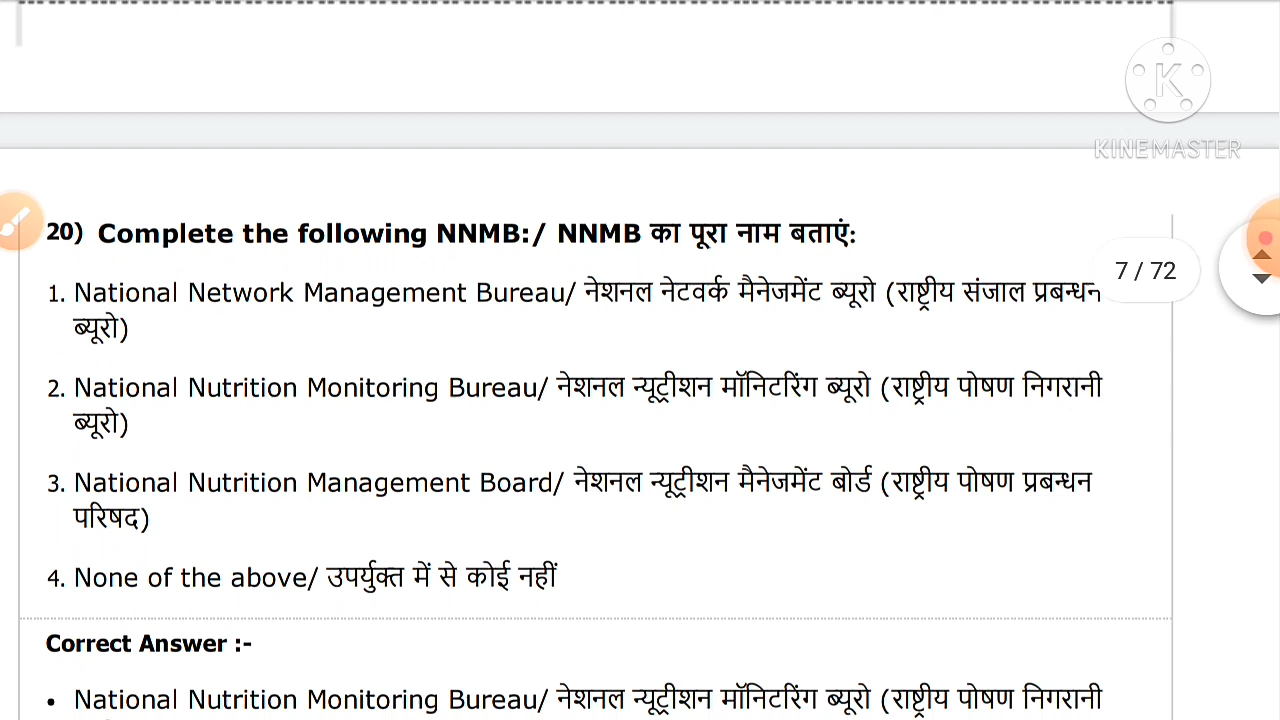 K
KINEMASTER
20) Complete the following NNMB:/ NNMB का पूरा नाम बताएं:
7 / 72
1. National Network Management Bureau/ नेशनल नेटवर्क मैनेजमेंट ब्यूरो (राष्ट्रीय संजाल प्रबन्धन
ब्यूरो)
2. National Nutrition Monitoring Bureau/ नेशनल न्यूट्रीशन मॉनिटरिंग ब्यूरो (राष्ट्रीय पोषण निगरानी
ब्यूरो)
3. National Nutrition Management Board/ नेशनल न्यूट्रीशन मैनेजमेंट बोर्ड (राष्ट्रीय पोषण प्रबन्धन
परिषद)
4. None of the above/ उपर्युक्त में से कोई नहीं
Correct Answer :-
• National Nutrition Monitoring Bureau/ नेशनल न्यूट्रीशन मॉनिटरिंग ब्यूरो (राष्ट्रीय पोषण निगरानी